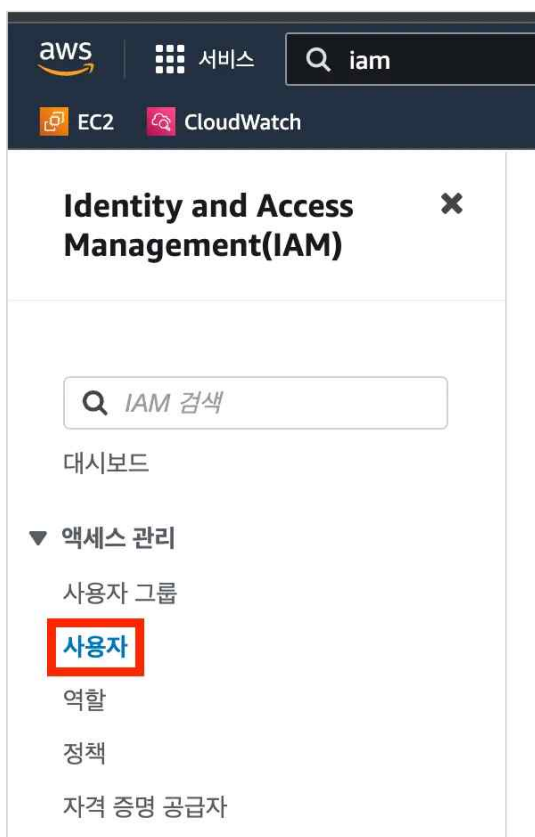 aws 서비스 iam
EC2 CloudWatch
Identity and Access
Management(IAM)
IAM 검색
대시보드
액세스 관리
사용자 그룹
사용자
역할
정책
자격 증명 공급자